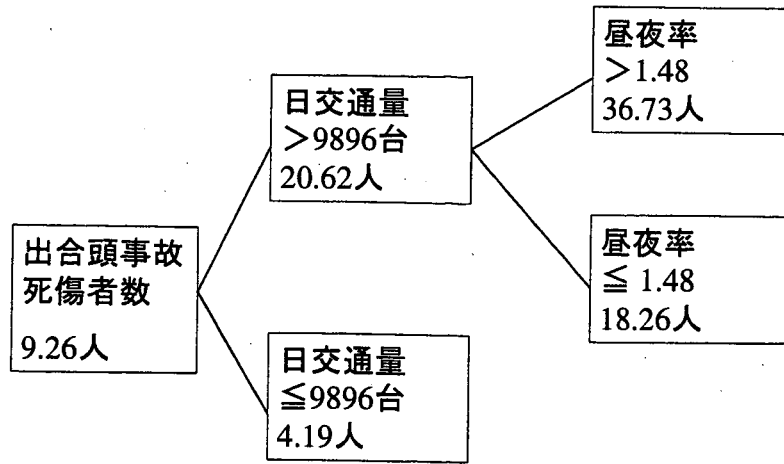 出合頭事故
死傷者数
9.26人
日交通量
＞9896台
20.62人
日交通量
≦9896台
4.19人
昼夜率
＞1.48
36.73人
昼夜率
≦ 1.48
18.26人